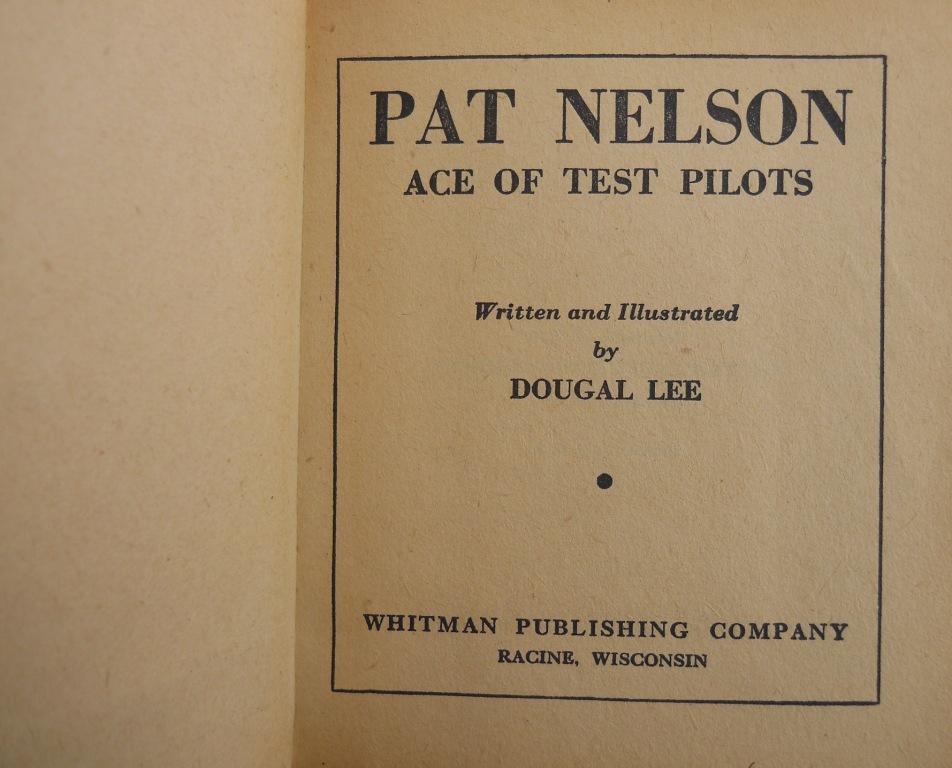 PAT NELSON
ACE OF TEST PILOTS
Written and Illustrated
by
DOUGAL LEE
WHITMAN PUBLISHING COMPANY
RACINE, WISCONSIN